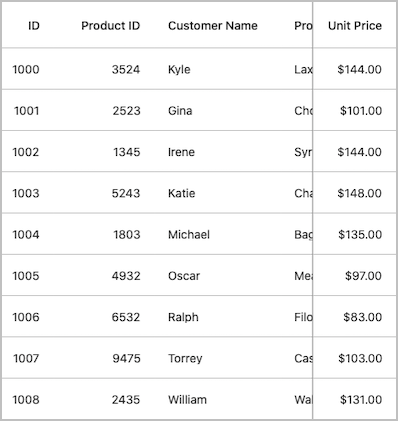 ID Product ID Customer Name Pro Unit Price
1000 3524 Kyle Lax $144.00
1001 2523 Gina Cho $101.00
1002 1345 Irene Syr $144.00
1003 5243 Katie Cha $148.00
1004 1803 Michael Bag $135.00
1005 4932 Oscar Mea $97.00
1006 6532 Ralph Filo $83.00
1007 9475 Torrey Cas $103.00
1008 2435 William Wal $131.00